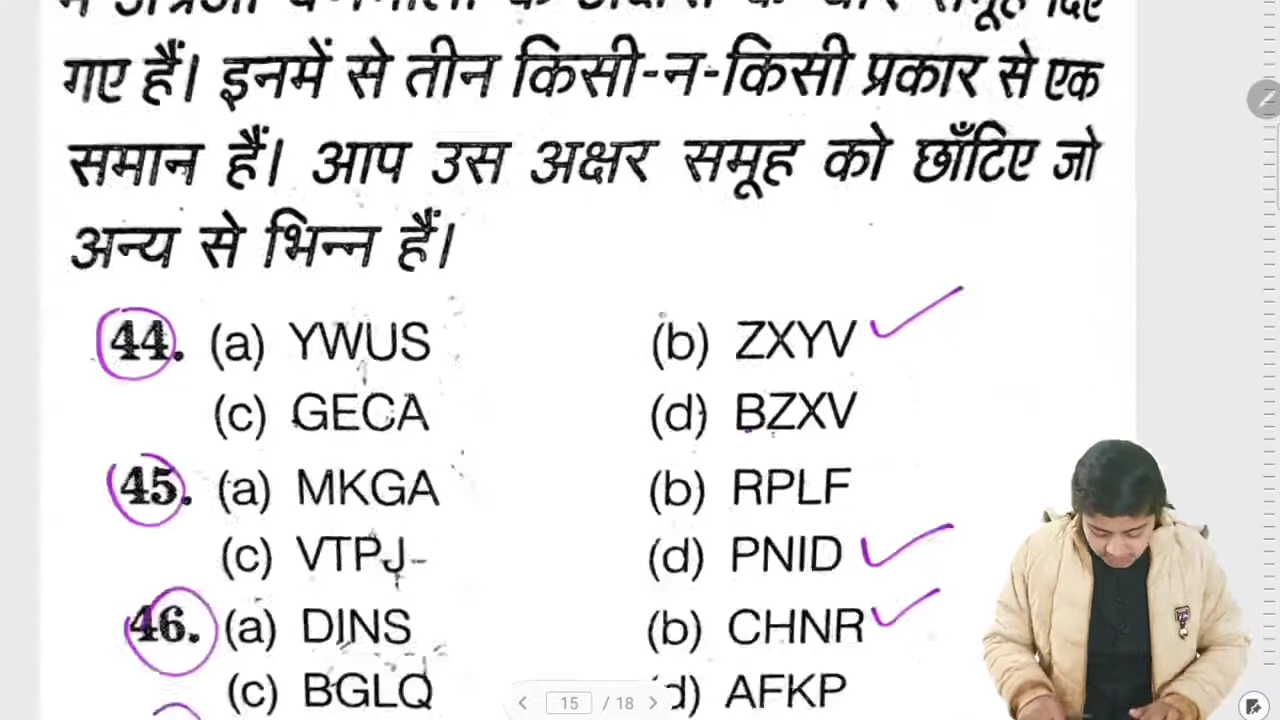 गए हैं। इनमें से तीन किसी-न-किसी प्रकार से एक
समान हैं। आप उस अक्षर समूह को छाँटिए जो
अन्य से भिन्न हैं।
44. (a) YWUS (b) ZXYV
(c) GECA (d) BZXV
45. (a) MKGA (b) RPLF
(c) VTPJ (d) PNID
46. (a) DINS (b) CHNR
(c) BGLQ d) AFKP
15 / 18